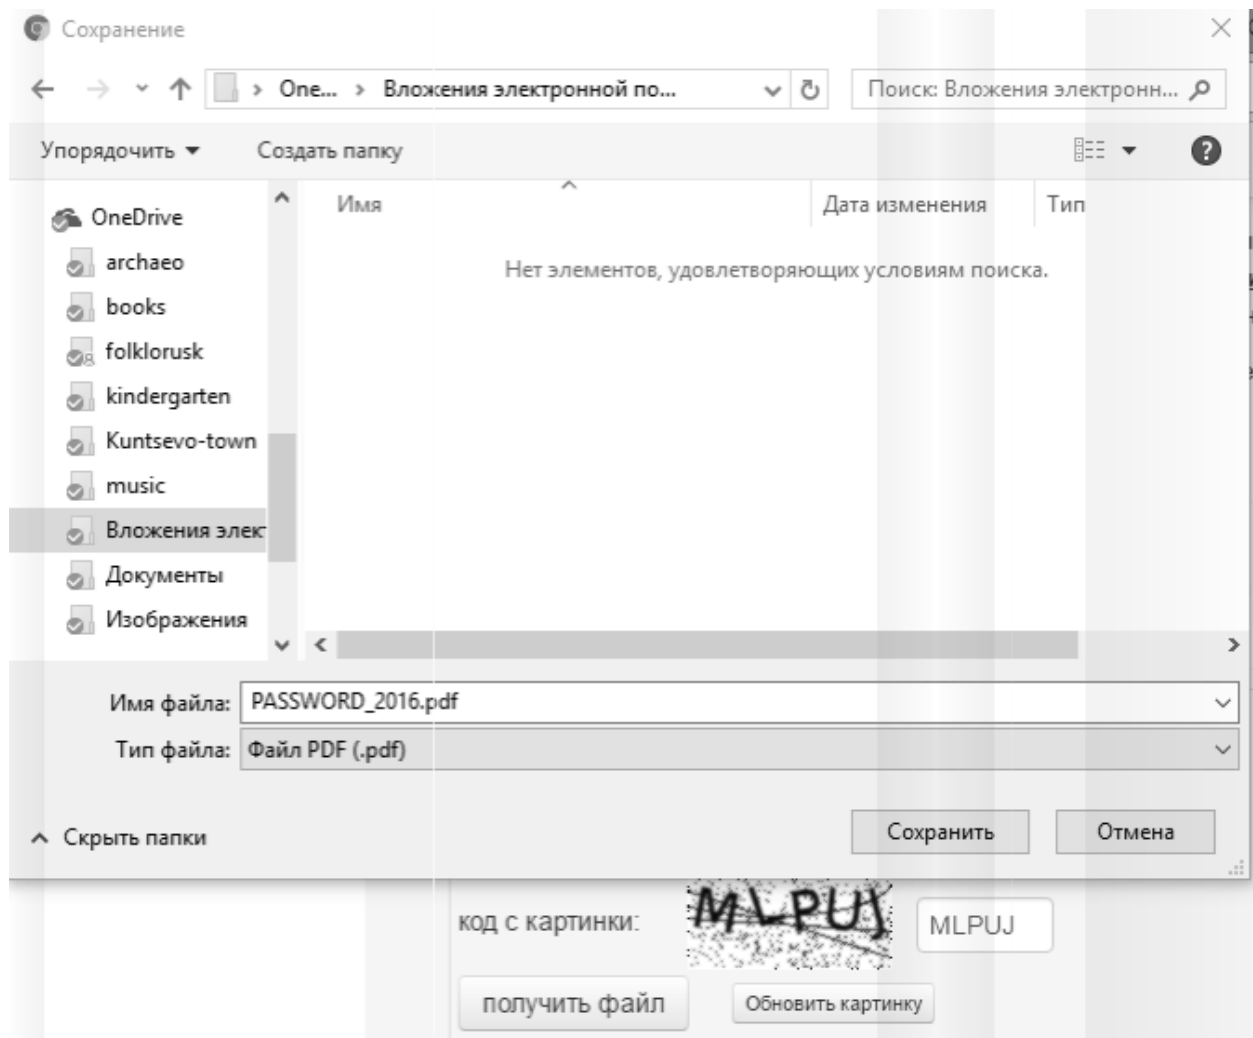 Сохранение
One... Вложения электронной по... Поиск: Вложения электронн...
Упорядочить Создать папку
Имя Дата изменения Тип
Нет элементов, удовлетворяющих условиям поиска.
OneDrive
archaeo
books
folklorusk
kindergarten
Kuntsevo-town
music
Вложения элек
Документы
Изображения
Имя файла: PASSWORD_2016.pdf
Тип файла: Файл PDF (.pdf)
Скрыть папки Сохранить Отмена
код с картинки: MLPUJ MLPUJ
получить файл Обновить картинку